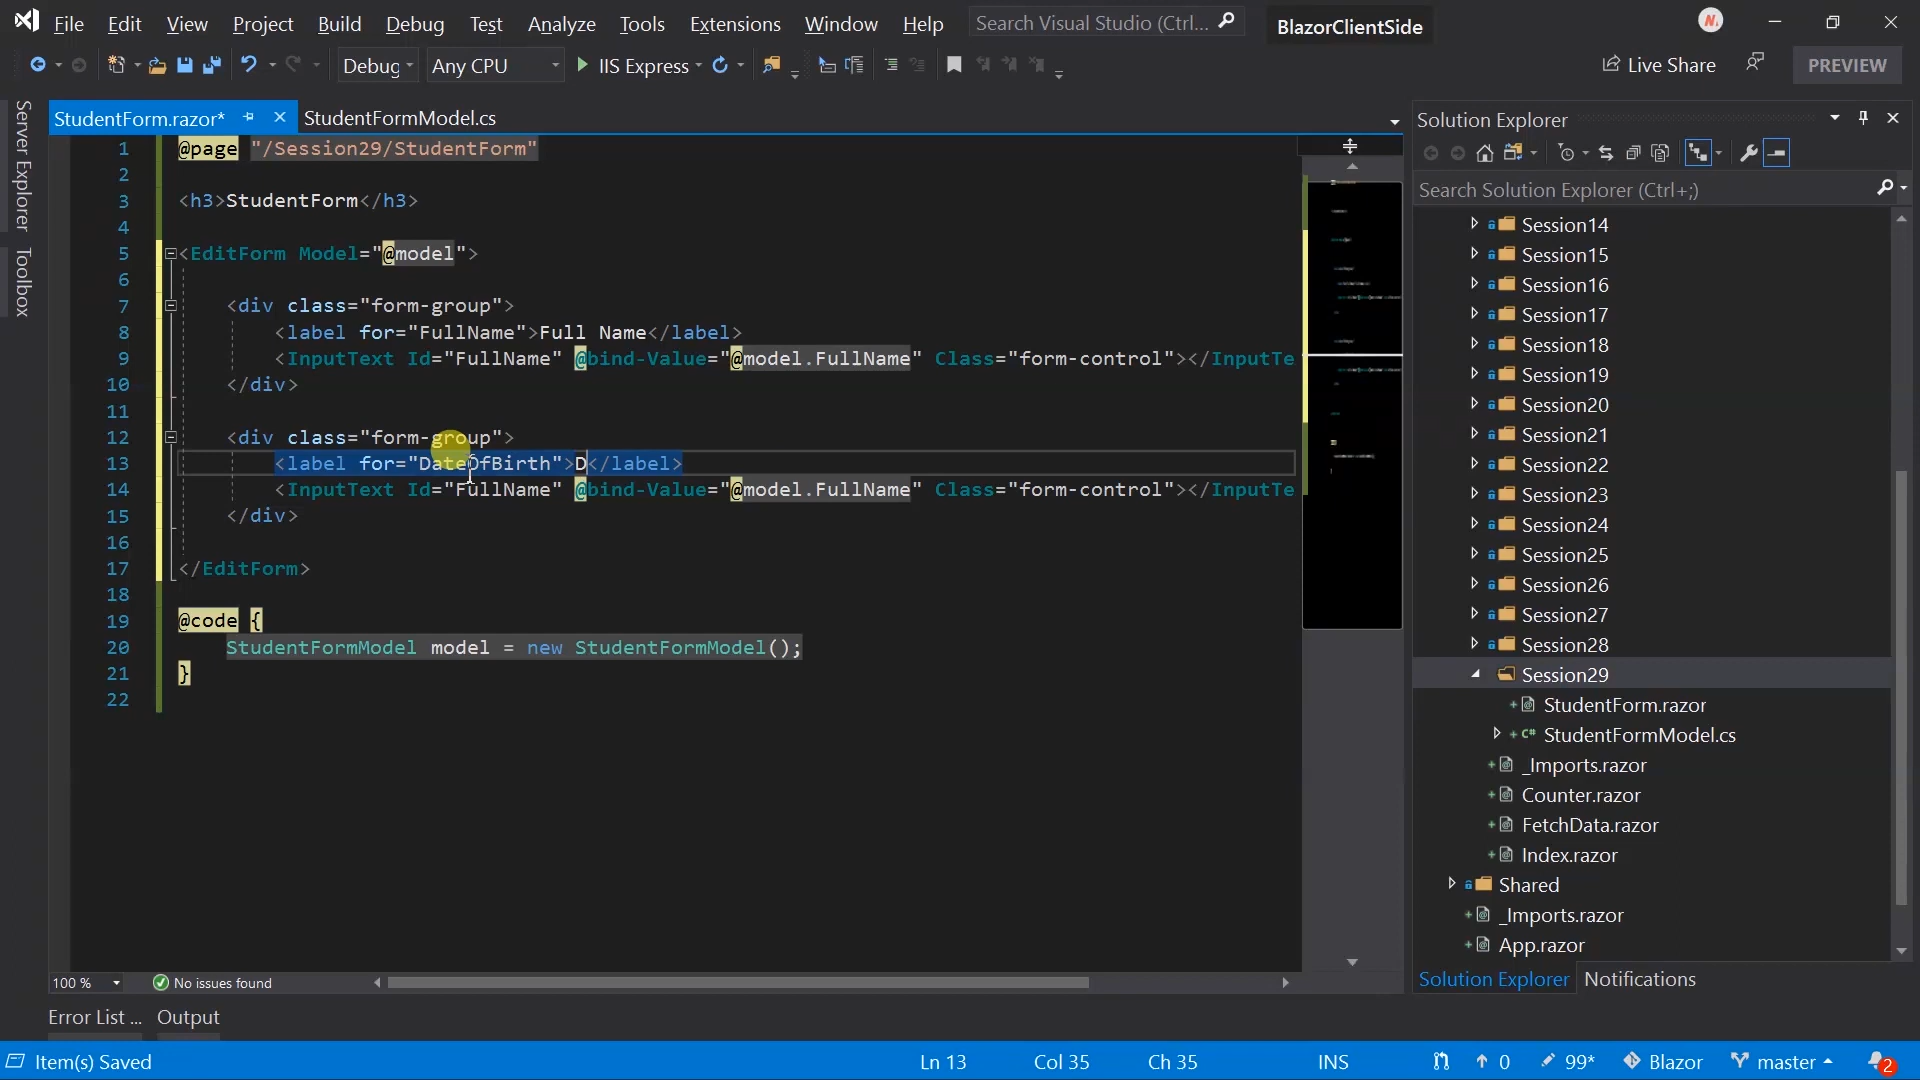 File Edit View Project Build Debug Test Analyze Tools Extensions Window Help Search Visual Studio (Ctrl... BlazorClientSide
Debug Any CPU IIS Express Live Share PREVIEW
Server Explorer
Toolbox
StudentForm.razor* StudentFormModel.cs
1 @page "/Session29/StudentForm"
2
3 <h3>StudentForm</h3>
4
5 <EditForm Model="@model">
6
7 <div class="form-group">
8 <label for="FullName">Full Name</label>
9 <InputText Id="FullName" @bind-Value="@model.FullName" Class="form-control"></InputTe
10 </div>
11
12 <div class="form-group">
13 <label for="DateOfBirth">D</label>
14 <InputText Id="FullName" @bind-Value="@model.FullName" Class="form-control"></InputTe
15 </div>
16
17 </EditForm>
18
19 @code {
20 StudentFormModel model = new StudentFormModel();
21 }
22
100 % No issues found
Solution Explorer
Search Solution Explorer (Ctrl+;)
Session14
Session15
Session16
Session17
Session18
Session19
Session20
Session21
Session22
Session23
Session24
Session25
Session26
Session27
Session28
Session29
StudentForm.razor
StudentFormModel.cs
_Imports.razor
Counter.razor
FetchData.razor
Index.razor
Shared
_Imports.razor
App.razor
Solution Explorer Notifications
Error List ... Output
Item(s) Saved Ln 13 Col 35 Ch 35 INS 0 99* Blazor master 2